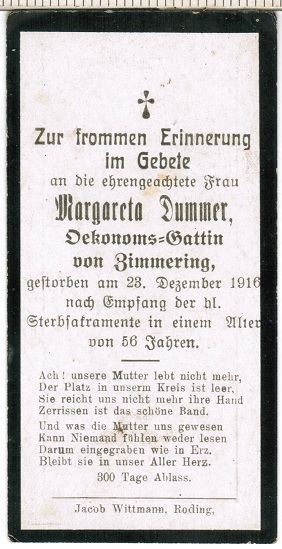 Zur frommen Erinnerung
im Gebete
an die ehrengeachtete Frau
Margareta Dummer,
Oekonoms=Gattin
von Zimmering,
gestorben am 23. Dezember 1916
nach Empfang der hl.
Sterbsakramente in einem Alter
von 56 Jahren.
Ach! unsere Mutter lebt nicht mehr,
Der Platz in unserm Kreis ist leer,
Sie reicht uns nicht mehr ihre Hand
Zerrissen ist das schöne Band.
Und was die Mutter uns gewesen
Kann Niemand fühlen weder lesen
Darum eingegraben wie in Erz.
Bleibt sie in unser Aller Herz.
300 Tage Ablass.
Jacob Wittmann, Roding,